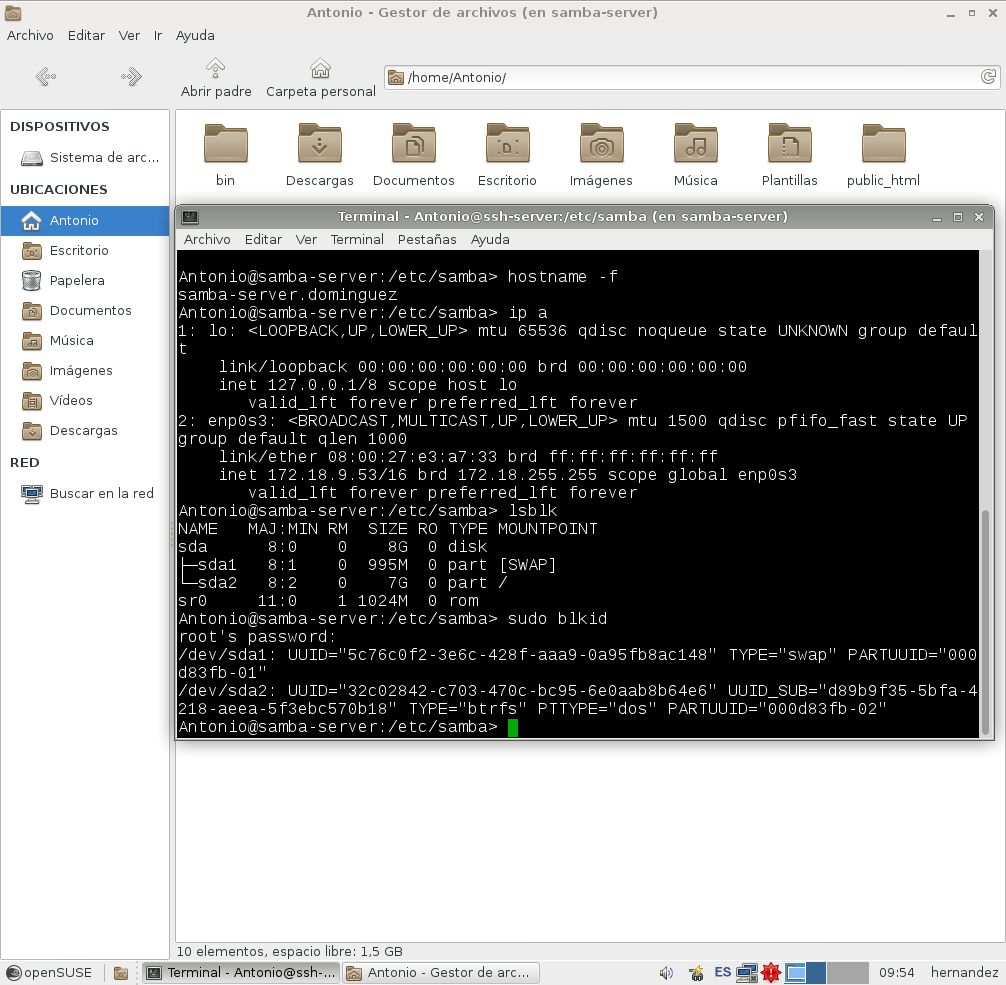 Antonio - Gestor de archivos (en samba-server)
Archivo Editar Ver Ir Ayuda
Abrir padre Carpeta personal /home/Antonio/
DISPOSITIVOS
Sistema de arc...
UBICACIONES
Antonio
Escritorio
Papelera
Documentos
Música
Imágenes
Vídeos
Descargas
RED
Buscar en la red
bin Descargas Documentos Escritorio Imágenes Música Plantillas public_html
Terminal - Antonio@ssh-server:/etc/samba (en samba-server)
Archivo Editar Ver Terminal Pestañas Ayuda
Antonio@samba-server:/etc/samba> hostname -f
samba-server.dominguez
Antonio@samba-server:/etc/samba> ip a
1: lo: <LOOPBACK,UP,LOWER_UP> mtu 65536 qdisc noqueue state UNKNOWN group defaul
t
link/loopback 00:00:00:00:00:00 brd 00:00:00:00:00:00
inet 127.0.0.1/8 scope host lo
valid_lft forever preferred_lft forever
2: enp0s3: <BROADCAST,MULTICAST,UP,LOWER_UP> mtu 1500 qdisc pfifo_fast state UP
group default qlen 1000
link/ether 08:00:27:e3:a7:33 brd ff:ff:ff:ff:ff:ff
inet 172.18.9.53/16 brd 172.18.255.255 scope global enp0s3
valid_lft forever preferred_lft forever
Antonio@samba-server:/etc/samba> lsblk
NAME MAJ:MIN RM SIZE RO TYPE MOUNTPOINT
sda 8:0 0 8G 0 disk
├─sda1 8:1 0 995M 0 part [SWAP]
└─sda2 8:2 0 7G 0 part /
sr0 11:0 1 1024M 0 rom
Antonio@samba-server:/etc/samba> sudo blkid
root's password:
/dev/sda1: UUID="5c76c0f2-3e6c-428f-aaa9-0a95fb8ac148" TYPE="swap" PARTUUID="000
d83fb-01"
/dev/sda2: UUID="32c02842-c703-470c-bc95-6e0aab8b64e6" UUID_SUB="d89b9f35-5bfa-4
218-aeea-5f3ebc570b18" TYPE="btrfs" PTTYPE="dos" PARTUUID="000d83fb-02"
Antonio@samba-server:/etc/samba>
10 elementos, espacio libre: 1,5 GB
openSUSE Terminal - Antonio@ssh-... Antonio - Gestor de arc... ES 09:54 hernandez